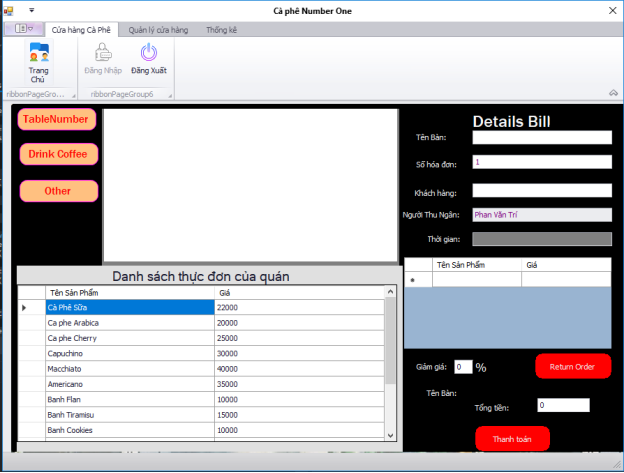 Cà phê Number One
Cửa hàng Cà Phê Quản lý cửa hàng Thống kê
Trang Chủ
Đăng Nhập Đăng Xuất
ribbonPageGro... ribbonPageGroup6
TableNumber
Drink Coffee
Other
Details Bill
Tên Bàn:
Số hóa đơn: 1
Khách hàng:
Người Thu Ngân: Phan Văn Trí
Thời gian:
Danh sách thực đơn của quán
Tên Sản Phẩm Giá
Cà Phê Sữa 22000
Ca phe Arabica 20000
Ca phe Cherry 25000
Capuchino 30000
Macchiato 40000
Americano 35000
Banh Flan 10000
Banh Tiramisu 15000
Banh Cookies 10000
Tên Sản Phẩm Giá
Giảm giá: 0 %
Return Order
Tên Bàn:
Tổng tiền: 0
Thanh toán